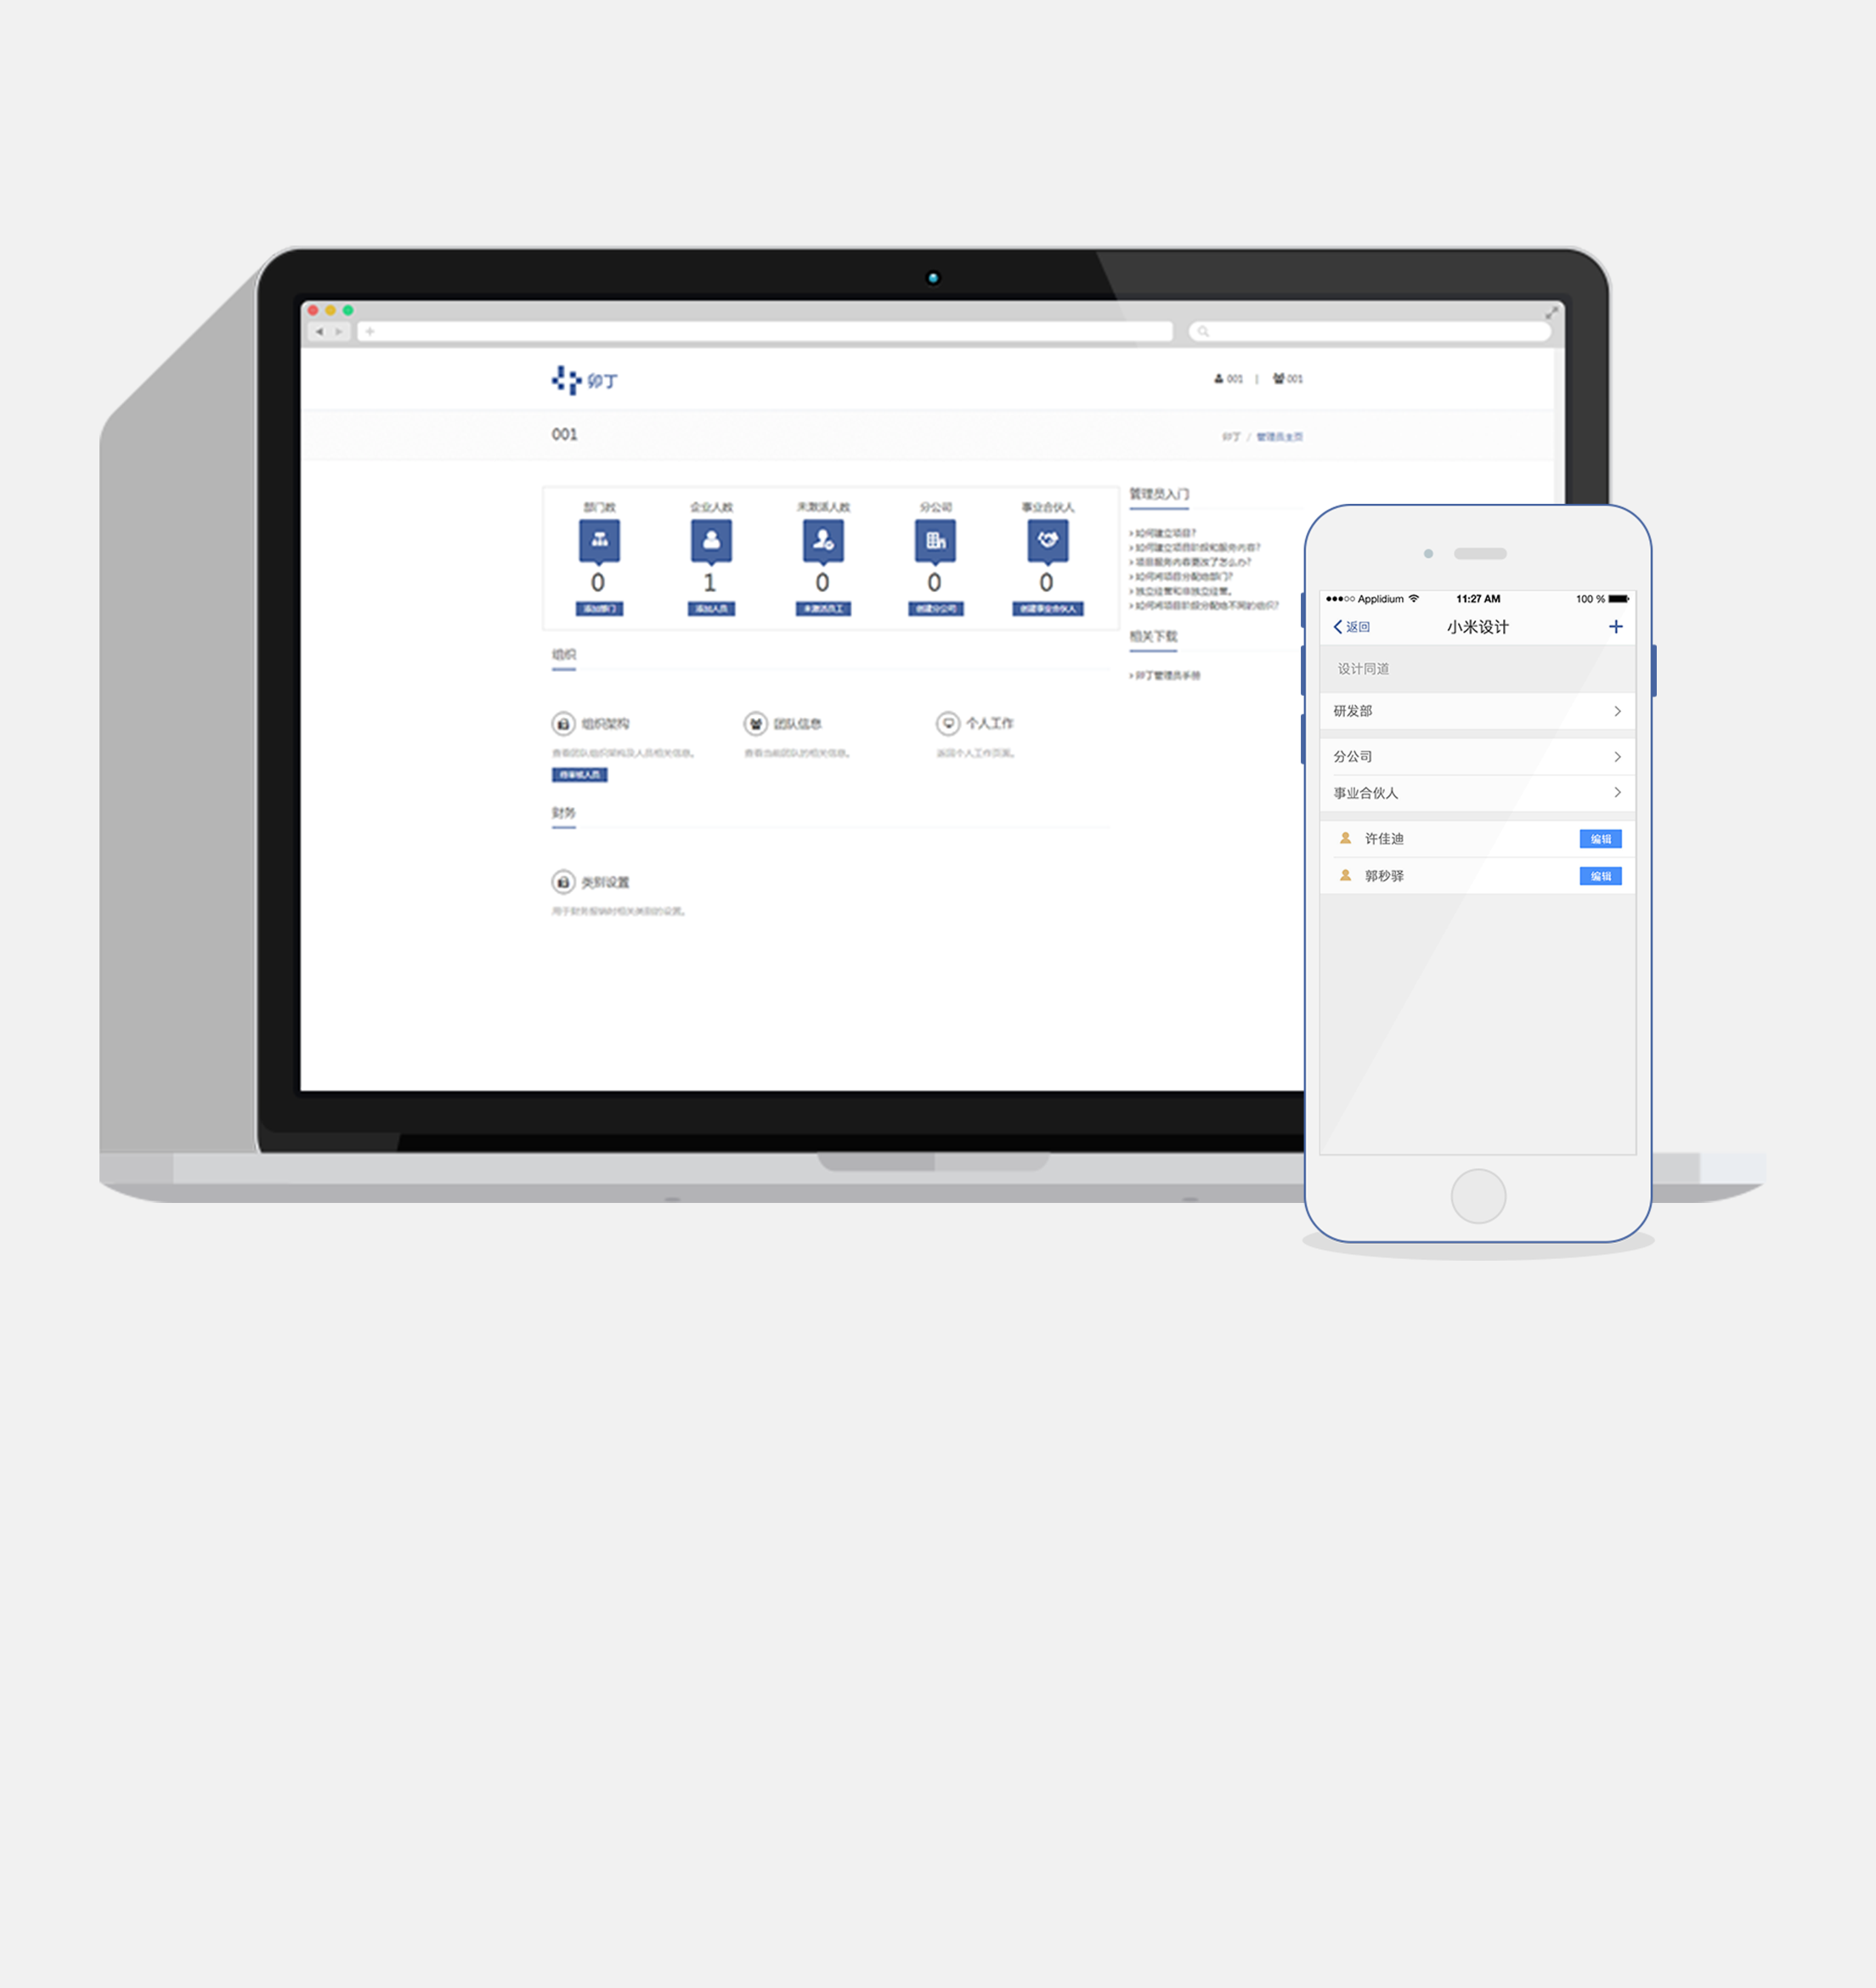 卯丁
001 | 001
001
卯丁 / 管理员主页
部门数 企业人数 未激活人数 分公司 事业合伙人
0 1 0 0 0
添加部门 添加人员 未激活员工 创建分公司 创建事业合伙人
管理员入门
› 如何建立项目?
› 如何建立项目阶段和服务内容?
› 项目服务内容更改了怎么办?
› 如何将项目分配给部门?
› 独立经营和非独立经营。
› 如何将项目阶段分配给不同的组织?
相关下载
› 卯丁管理员手册
组织
组织架构 团队信息 个人工作
查看团队组织架构及人员相关信息。 查看当前团队的相关信息。 返回个人工作页面。
待审核人员
财务
类别设置
用于财务报销时相关类别的设置。
Applidium 11:27 AM 100 %
返回 小米设计 +
设计同道
研发部
分公司
事业合伙人
许佳迪 编辑
郭秒驿 编辑